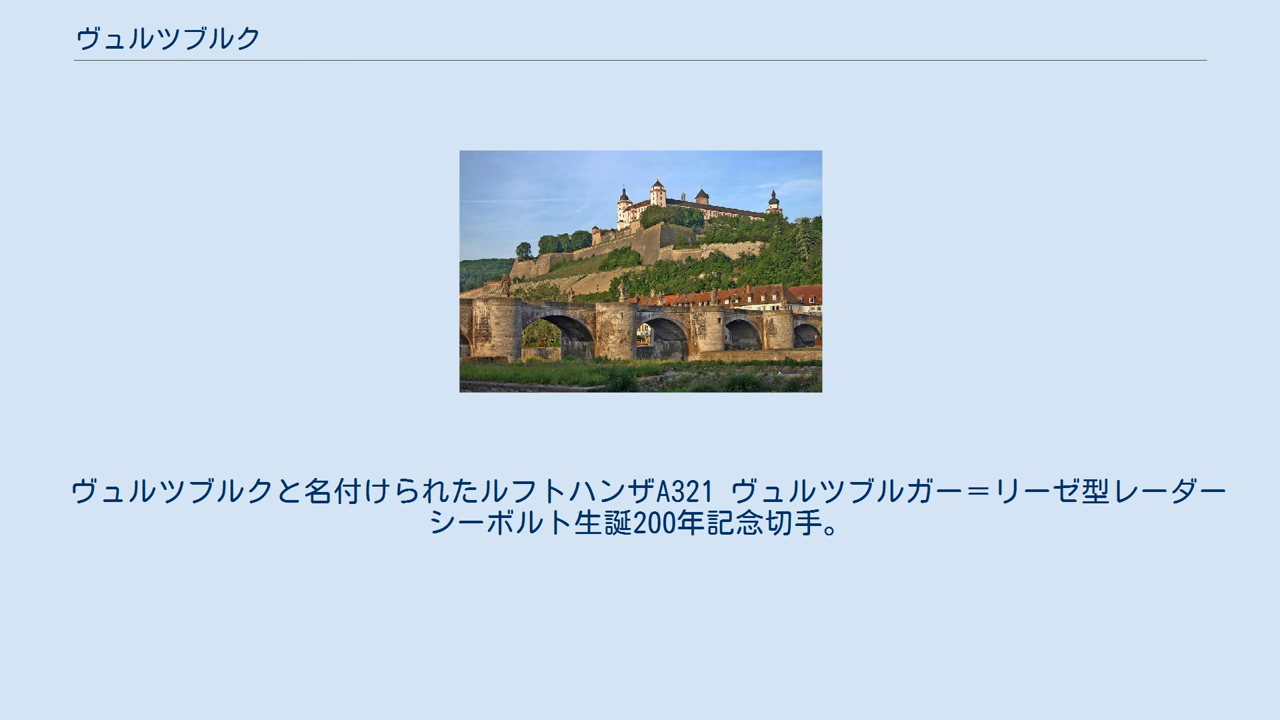 ヴュルツブルク
ヴュルツブルクと名付けられたルフトハンザA321 ヴュルツブルガー＝リーゼ型レーダー
シーボルト生誕200年記念切手。